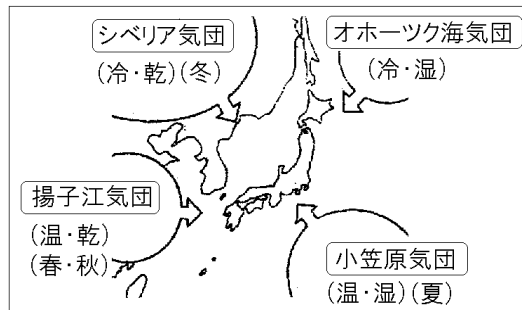 シベリア気団
(冷・乾)(冬)
オホーツク海気団
(冷・湿)
揚子江気団
(温・乾)
(春・秋)
小笠原気団
(温・湿)(夏)